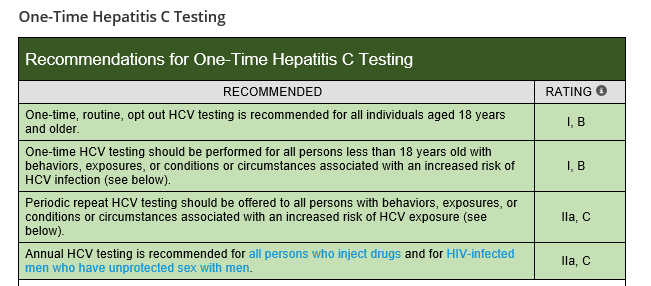 One-Time Hepatitis C Testing
Recommendations for One-Time Hepatitis C Testing
RECOMMENDED RATING
One-time, routine, opt out HCV testing is recommended for all individuals aged 18 years
and older.
I, B
One-time HCV testing should be performed for all persons less than 18 years old with
behaviors, exposures, or conditions or circumstances associated with an increased risk of
HCV infection (see below).
I, B
Periodic repeat HCV testing should be offered to all persons with behaviors, exposures, or
conditions or circumstances associated with an increased risk of HCV exposure (see
below).
IIa, C
Annual HCV testing is recommended for all persons who inject drugs and for HIV-infected
men who have unprotected sex with men.
IIa, C